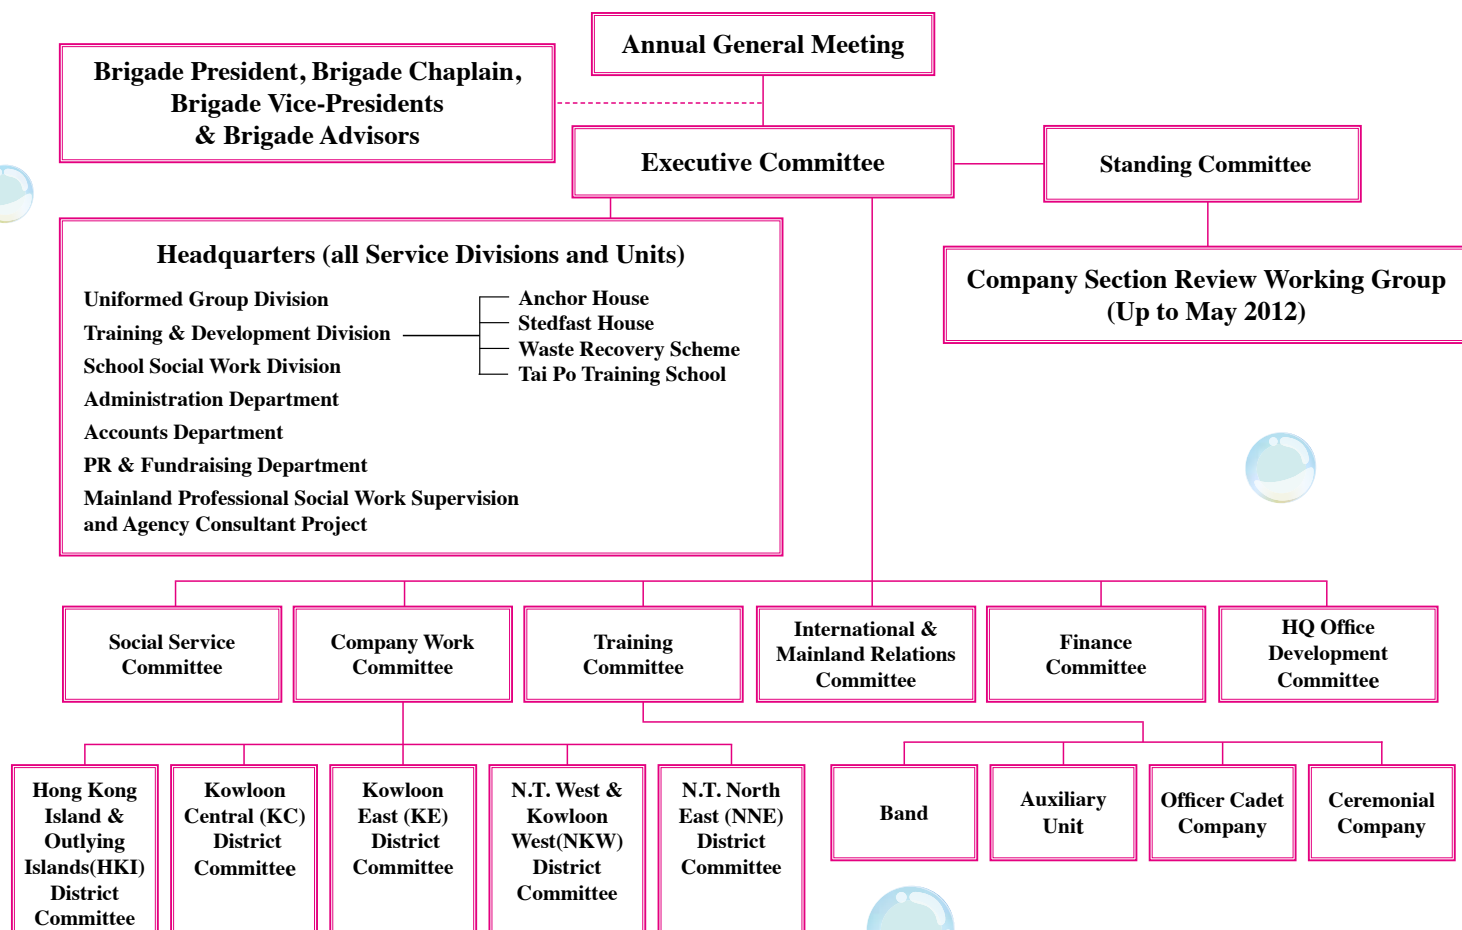 Annual General Meeting
Brigade President, Brigade Chaplain,
Brigade Vice-Presidents
& Brigade Advisors
Executive Committee
Standing Committee
Company Section Review Working Group
(Up to May 2012)
Headquarters (all Service Divisions and Units)
Uniformed Group Division
Training & Development Division
School Social Work Division
Administration Department
Accounts Department
PR & Fundraising Department
Mainland Professional Social Work Supervision
and Agency Consultant Project
Anchor House
Stedfast House
Waste Recovery Scheme
Tai Po Training School
Social Service
Committee
Company Work
Committee
Training
Committee
International &
Mainland Relations
Committee
Finance
Committee
HQ Office
Development
Committee
Hong Kong
Island &
Outlying
Islands(HKI)
District
Committee
Kowloon
Central (KC)
District
Committee
Kowloon
East (KE)
District
Committee
N.T. West &
Kowloon
West(NKW)
District
Committee
N.T. North
East (NNE)
District
Committee
Band
Auxiliary
Unit
Officer Cadet
Company
Ceremonial
Company